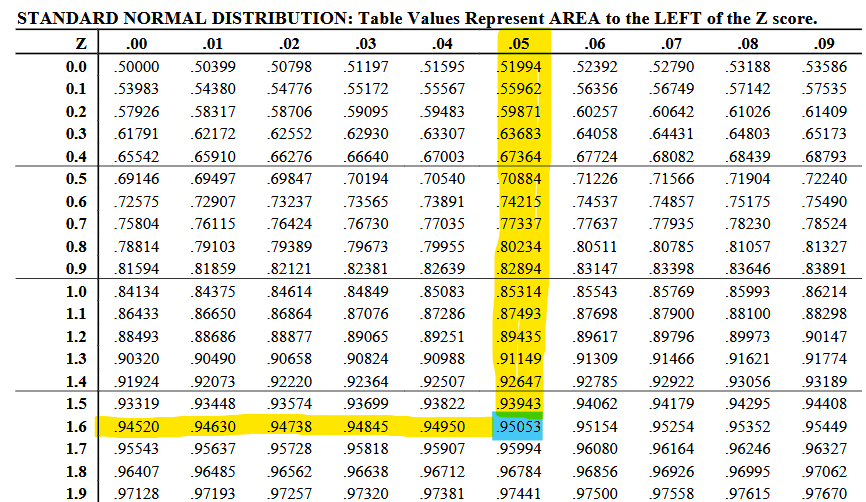 STANDARD NORMAL DISTRIBUTION: Table Values Represent AREA to the LEFT of the Z score.
Z .00 .01 .02 .03 .04 .05 .06 .07 .08 .09
0.0 .50000 .50399 .50798 .51197 .51595 .51994 .52392 .52790 .53188 .53586
0.1 .53983 .54380 .54776 .55172 .55567 .55962 .56356 .56749 .57142 .57535
0.2 .57926 .58317 .58706 .59095 .59483 .59871 .60257 .60642 .61026 .61409
0.3 .61791 .62172 .62552 .62930 .63307 .63683 .64058 .64431 .64803 .65173
0.4 .65542 .65910 .66276 .66640 .67003 .67364 .67724 .68082 .68439 .68793
0.5 .69146 .69497 .69847 .70194 .70540 .70884 .71226 .71566 .71904 .72240
0.6 .72575 .72907 .73237 .73565 .73891 .74215 .74537 .74857 .75175 .75490
0.7 .75804 .76115 .76424 .76730 .77035 .77337 .77637 .77935 .78230 .78524
0.8 .78814 .79103 .79389 .79673 .79955 .80234 .80511 .80785 .81057 .81327
0.9 .81594 .81859 .82121 .82381 .82639 .82894 .83147 .83398 .83646 .83891
1.0 .84134 .84375 .84614 .84849 .85083 .85314 .85543 .85769 .85993 .86214
1.1 .86433 .86650 .86864 .87076 .87286 .87493 .87698 .87900 .88100 .88298
1.2 .88493 .88686 .88877 .89065 .89251 .89435 .89617 .89796 .89973 .90147
1.3 .90320 .90490 .90658 .90824 .90988 .91149 .91309 .91466 .91621 .91774
1.4 .91924 .92073 .92220 .92364 .92507 .92647 .92785 .92922 .93056 .93189
1.5 .93319 .93448 .93574 .93699 .93822 .93943 .94062 .94179 .94295 .94408
1.6 .94520 .94630 .94738 .94845 .94950 .95053 .95154 .95254 .95352 .95449
1.7 .95543 .95637 .95728 .95818 .95907 .95994 .96080 .96164 .96246 .96327
1.8 .96407 .96485 .96562 .96638 .96712 .96784 .96856 .96926 .96995 .97062
1.9 .97128 .97193 .97257 .97320 .97381 .97441 .97500 .97558 .97615 .97670